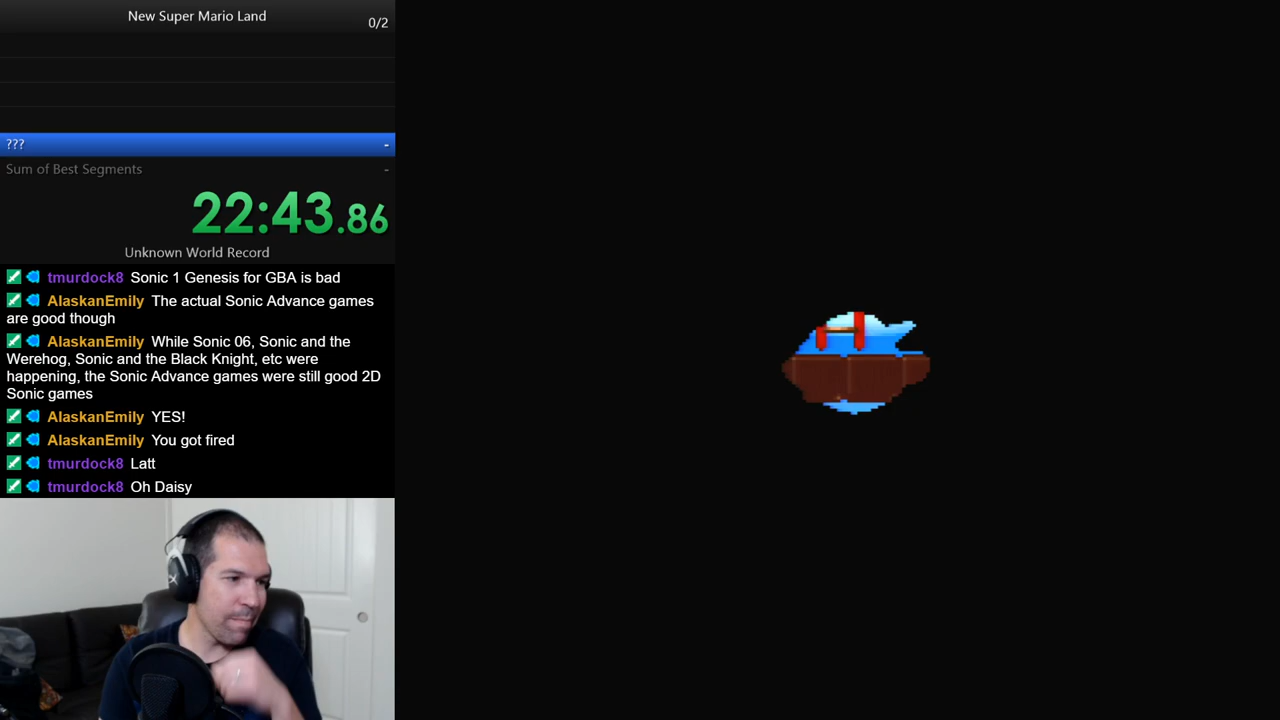 New Super Mario Land
0/2
??? -
Sum of Best Segments -
22:43.86
Unknown World Record
tmurdock8 Sonic 1 Genesis for GBA is bad
AlaskanEmily The actual Sonic Advance games
are good though
AlaskanEmily While Sonic 06, Sonic and the
Werehog, Sonic and the Black Knight, etc were
happening, the Sonic Advance games were still good 2D
Sonic games
AlaskanEmily YES!
AlaskanEmily You got fired
tmurdock8 Latt
tmurdock8 Oh Daisy